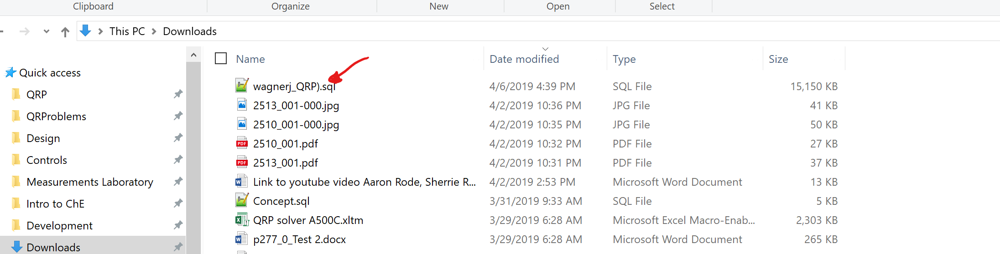 Clipboard Organize New Open Select
This PC Downloads
Name Date modified Type Size
Quick access
QRP
QRProblems
Design
Controls
Measurements Laboratory
Intro to ChE
Development
Downloads
wagnerj_QRP).sql 4/6/2019 4:39 PM SQL File 15,150 KB
2513_001-000.jpg 4/2/2019 10:36 PM JPG File 41 KB
2510_001-000.jpg 4/2/2019 10:35 PM JPG File 50 KB
2510_001.pdf 4/2/2019 10:32 PM PDF File 27 KB
2513_001.pdf 4/2/2019 10:31 PM PDF File 37 KB
Link to youtube video Aaron Rode, Sherrie R... 4/2/2019 2:53 PM Microsoft Word Document 13 KB
Concept.sql 3/31/2019 9:33 AM SQL File 5 KB
QRP solver A500C.xltm 3/29/2019 6:28 AM Microsoft Excel Macro-Enab... 2,303 KB
p277_0_Test 2.docx 3/29/2019 6:28 AM Microsoft Word Document 265 KB